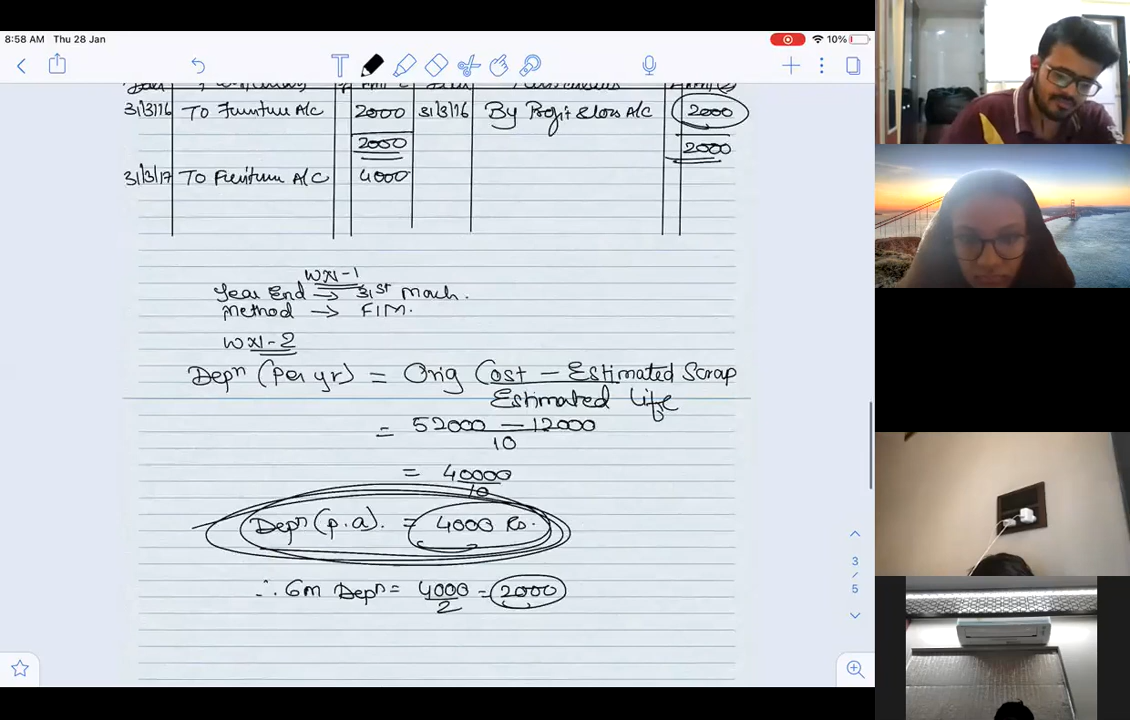 8:58 AM Thu 28 Jan
10%
31/3/16 To Furniture A/c 2000 31/3/16 By Profit & loss A/c 2000
2000 2000
31/3/17 To Furniture A/c 4000
WN-1
Year End → 31st March.
Method → FIM.
WN-2
Depn (Per yr) = Orig Cost - Estimated Scrap
Estimated Life
= 52000 - 12000
10
= 40000
10
Depn (p.a). = 4000 Rs.
∴ 6m Depn = 4000 = 2000
2
3
/
5